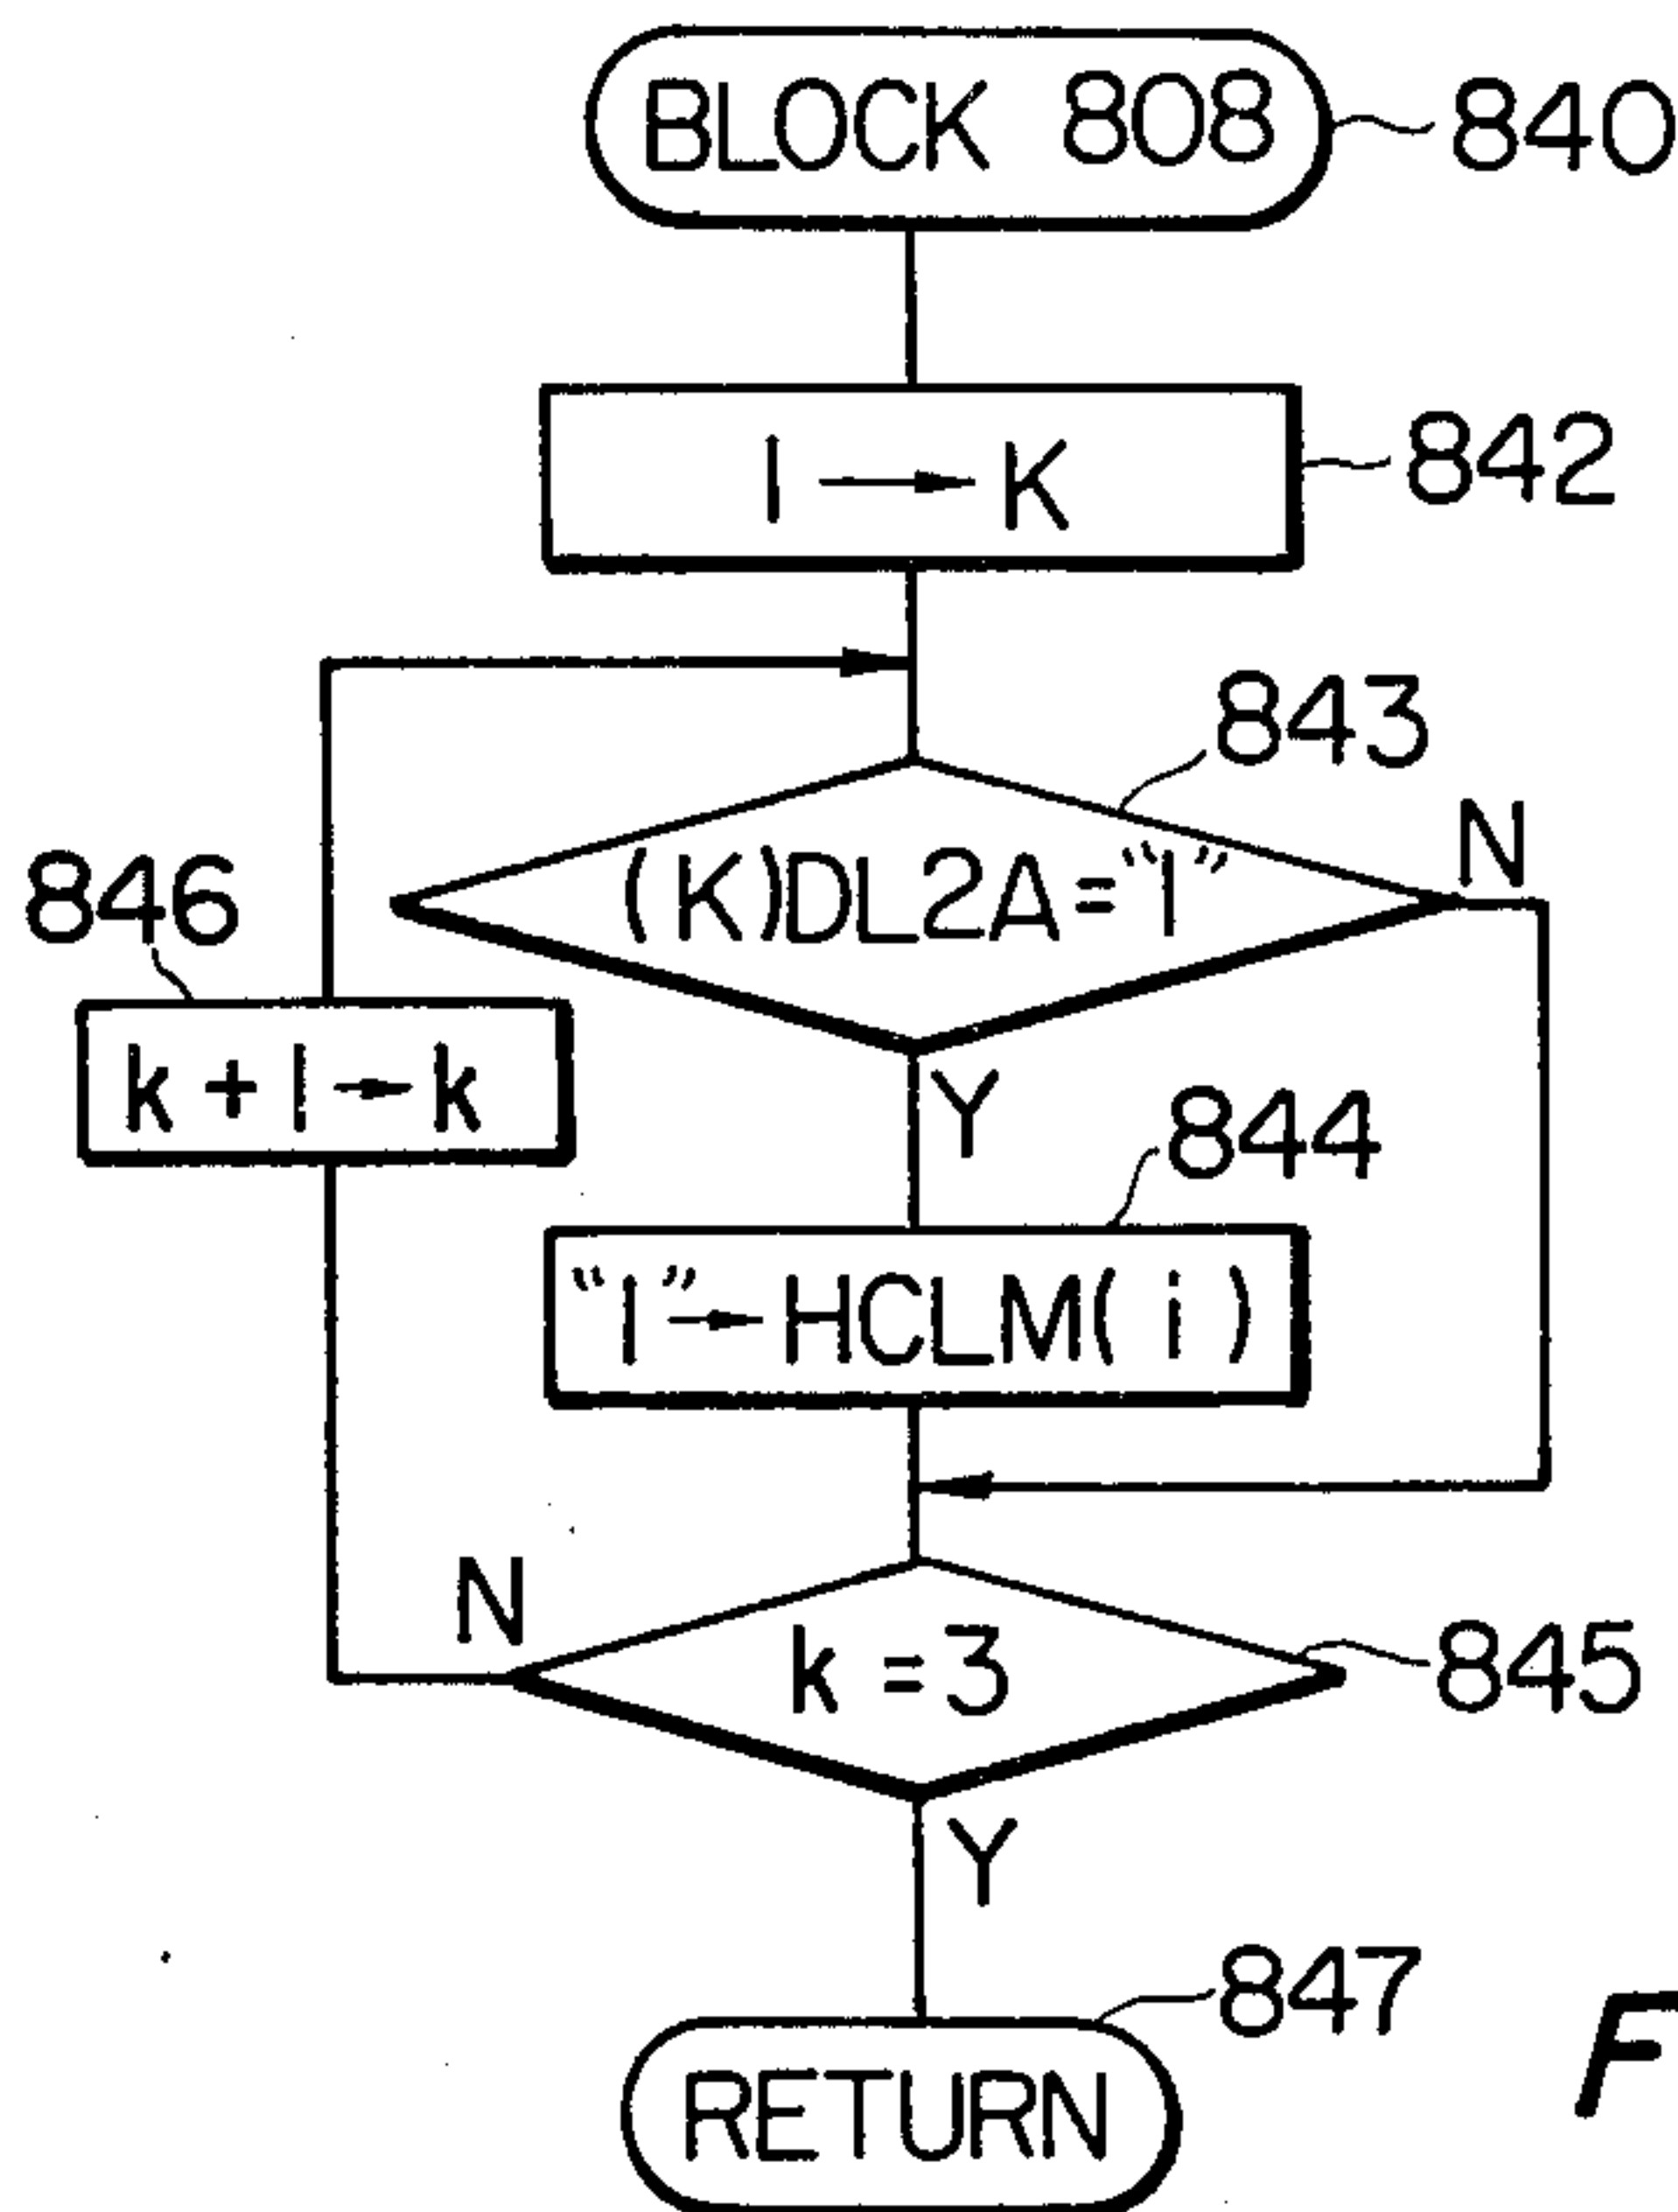 BLOCK 808
840
1 → K
842
843
(K)DL2A="1"
N
846
k + 1 → k
Y
844
"1" → HCLM( i )
N
k = 3
845
Y
847
RETURN
F